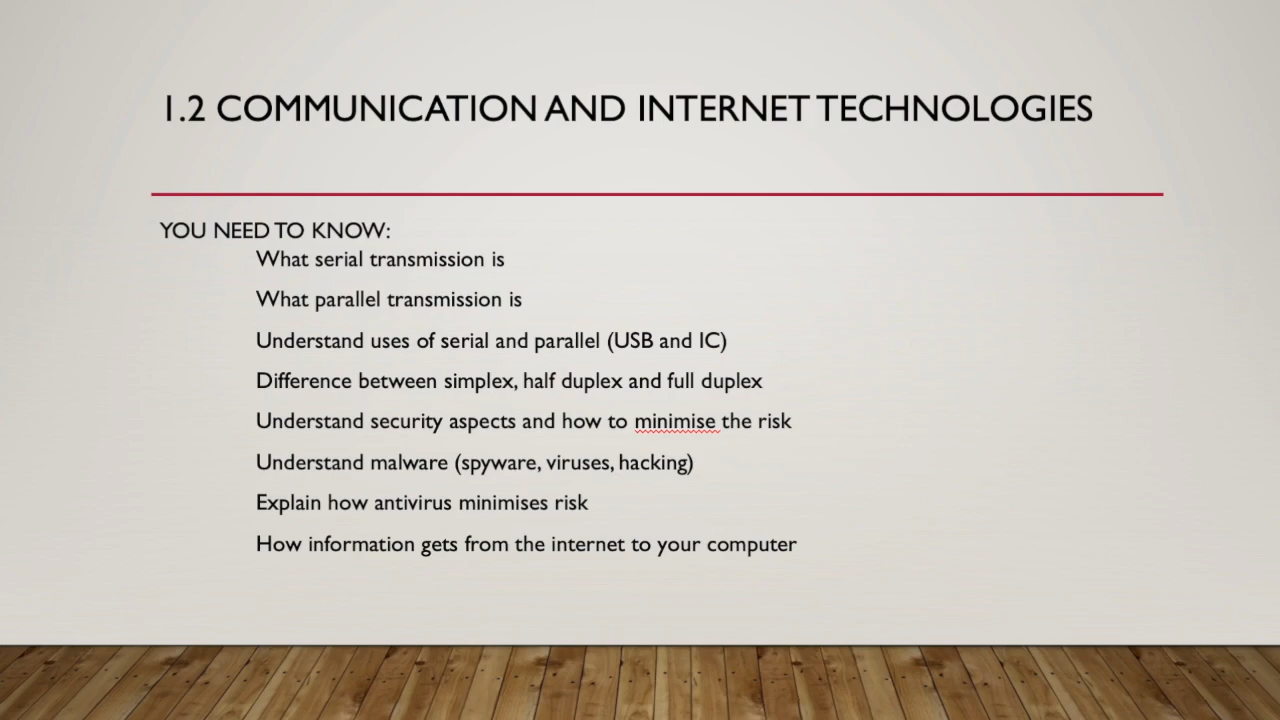 1.2 COMMUNICATION AND INTERNET TECHNOLOGIES
YOU NEED TO KNOW:
What serial transmission is
What parallel transmission is
Understand uses of serial and parallel (USB and IC)
Difference between simplex, half duplex and full duplex
Understand security aspects and how to minimise the risk
Understand malware (spyware, viruses, hacking)
Explain how antivirus minimises risk
How information gets from the internet to your computer